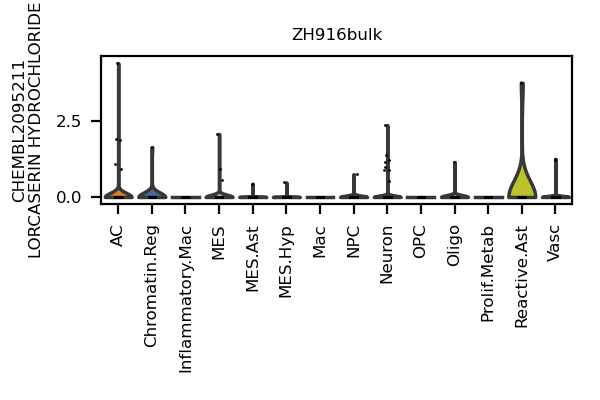 ZH916bulk
CHEMBL2095211
LORCASERIN HYDROCHLORIDE
2.5
0.0
AC
Chromatin.Reg
Inflammatory.Mac
MES
MES.Ast
MES.Hyp
Mac
NPC
Neuron
OPC
Oligo
Prolif.Metab
Reactive.Ast
Vasc